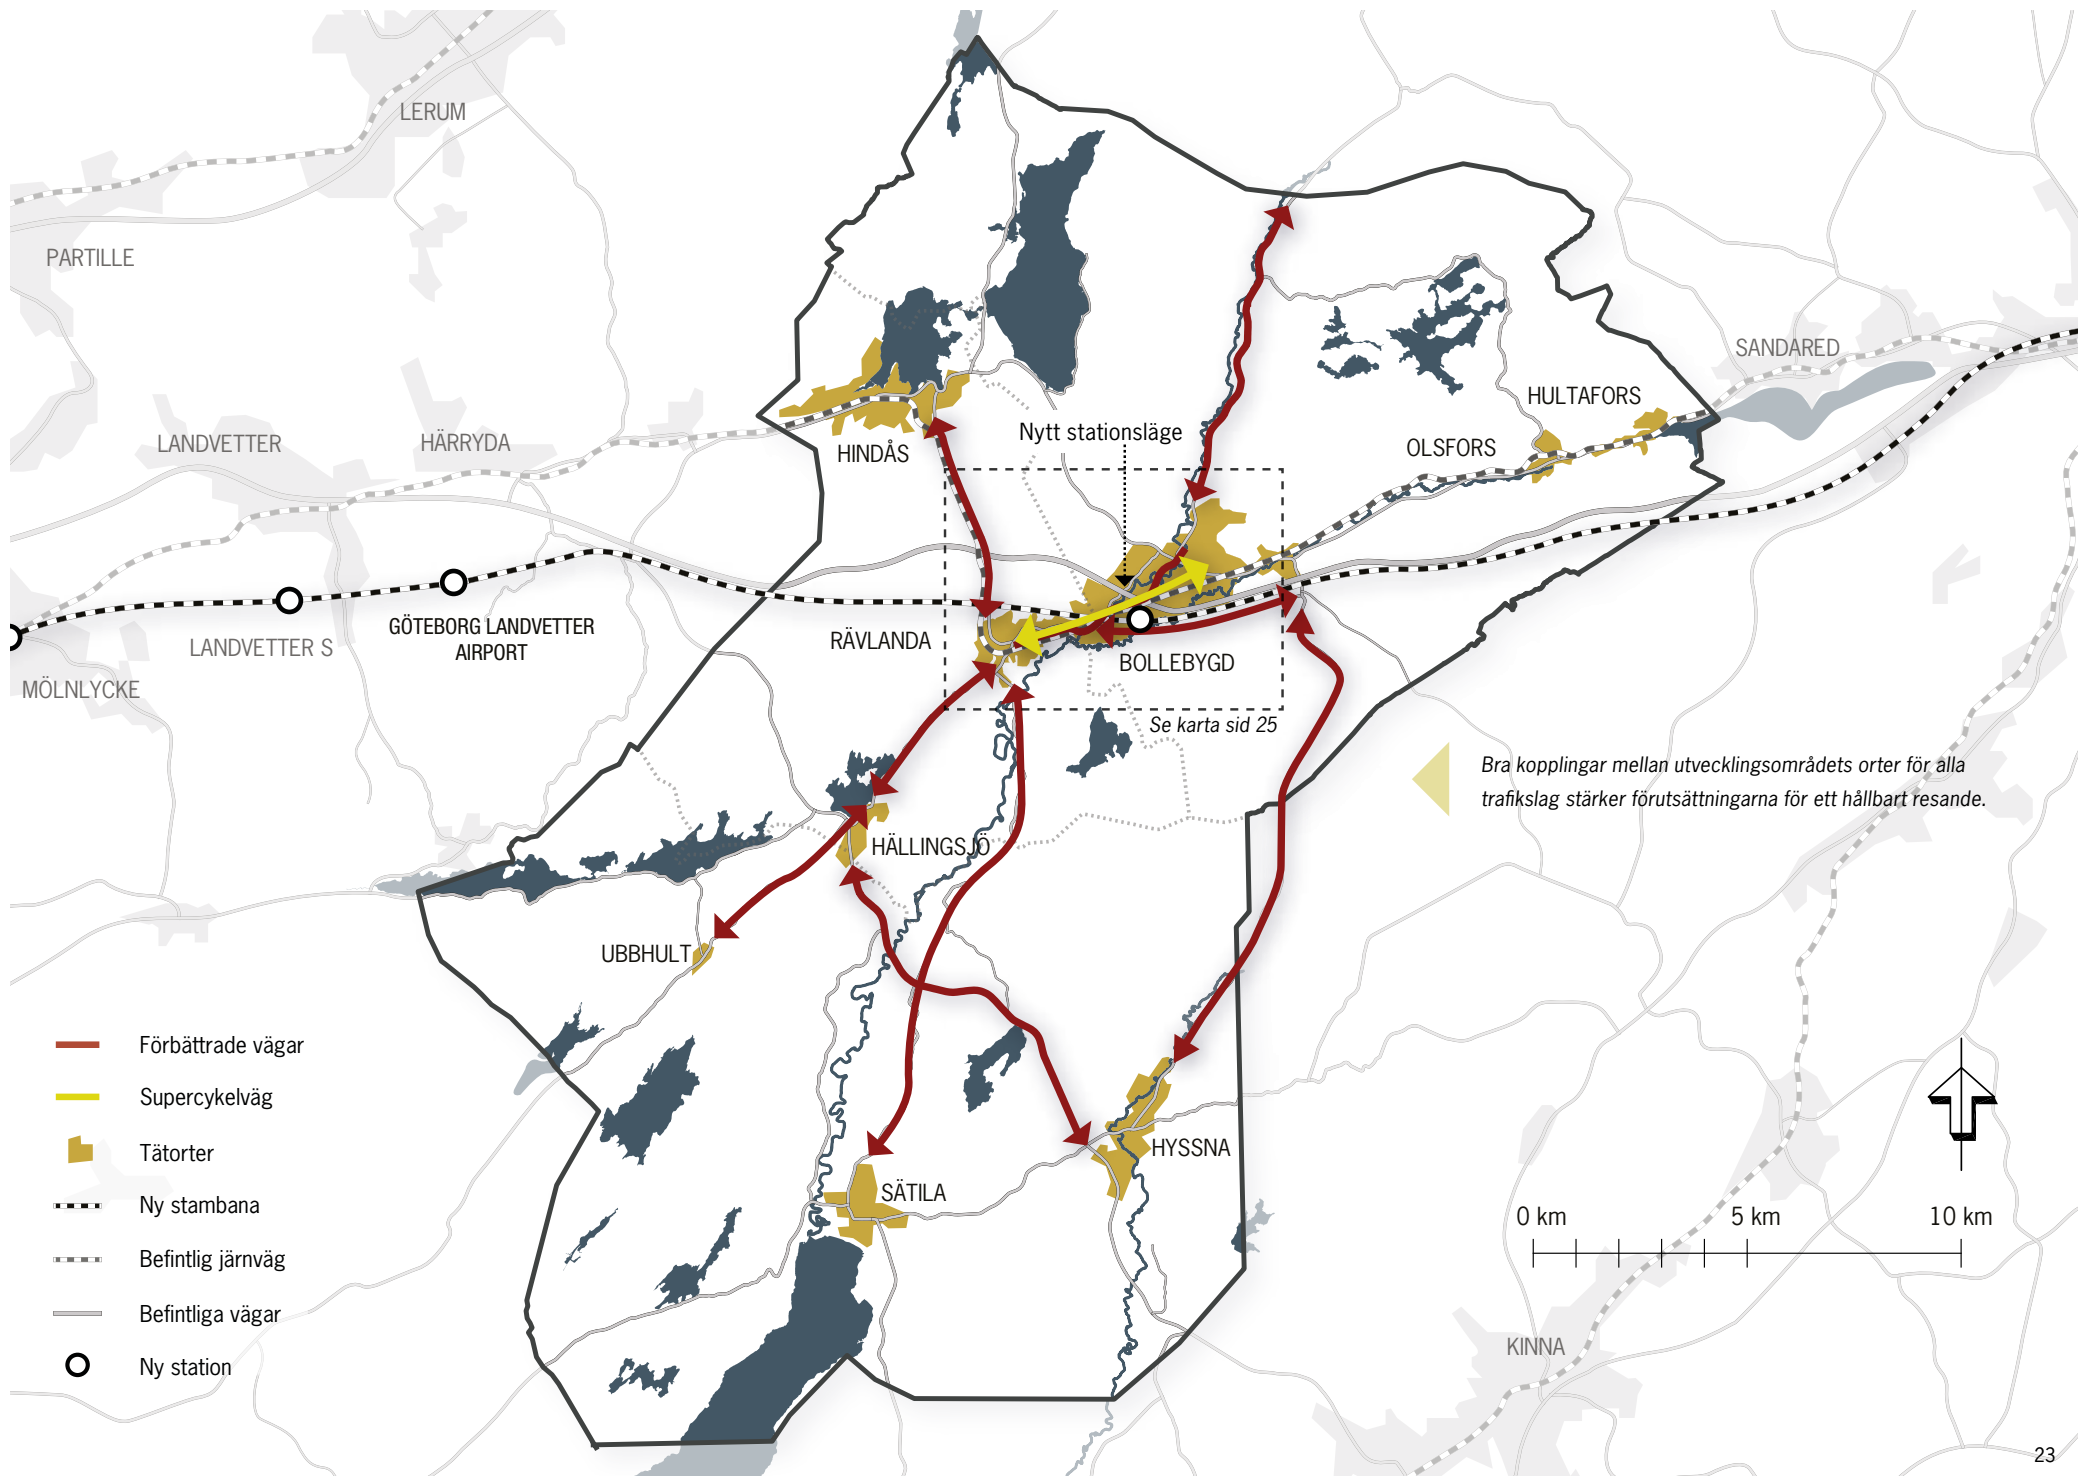 LERUM
PARTILLE
SANDARED
HULTAFORS
LANDVETTER
HÄRRYDA
Nytt stationsläge
HINDÅS
OLSFORS
GÖTEBORG LANDVETTER
AIRPORT
LANDVETTER S
RÄVLANDA
BOLLEBYGD
MÖLNLYCKE
Se karta sid 25
Bra kopplingar mellan utvecklingsområdets orter för alla
trafikslag stärker förutsättningarna för ett hållbart resande.
HÄLLINGSJÖ
UBBHULT
HYSSNA
SÄTILA
Förbättrade vägar
Supercykelväg
Tätorter
Ny stambana
Befintlig järnväg
Befintliga vägar
Ny station
0 km
5 km
10 km
KINNA
23